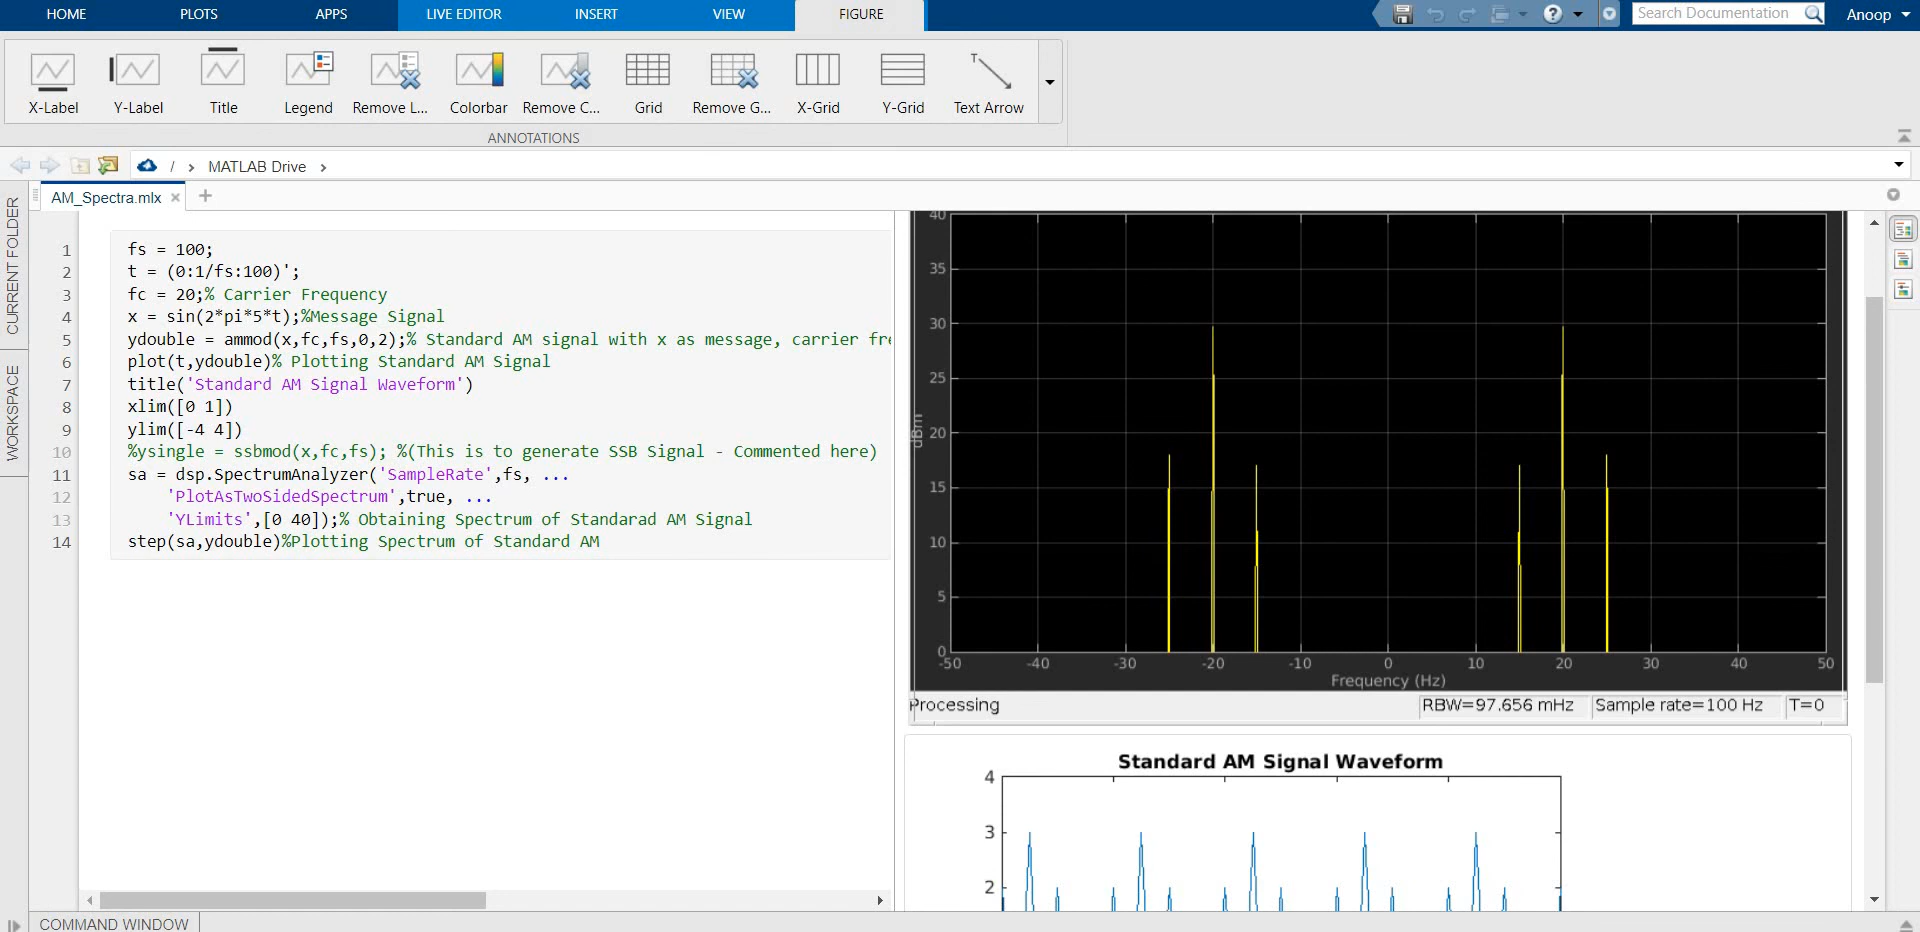 HOME PLOTS APPS LIVE EDITOR INSERT VIEW FIGURE Search Documentation Anoop
X-Label Y-Label Title Legend Remove L... Colorbar Remove C... Grid Remove G... X-Grid Y-Grid Text Arrow
ANNOTATIONS
/ MATLAB Drive
AM_Spectra.mlx
CURRENT FOLDER
WORKSPACE
1 fs = 100;
2 t = (0:1/fs:100)';
3 fc = 20;% Carrier Frequency
4 x = sin(2*pi*5*t);%Message Signal
5 ydouble = ammod(x,fc,fs,0,2);% Standard AM signal with x as message, carrier fre
6 plot(t,ydouble)% Plotting Standard AM Signal
7 title('Standard AM Signal Waveform')
8 xlim([0 1])
9 ylim([-4 4])
10 %ysingle = ssbmod(x,fc,fs); %(This is to generate SSB Signal - Commented here)
11 sa = dsp.SpectrumAnalyzer('SampleRate',fs, ...
12 'PlotAsTwoSidedSpectrum',true, ...
13 'YLimits',[0 40]);% Obtaining Spectrum of Standarad AM Signal
14 step(sa,ydouble)%Plotting Spectrum of Standard AM
40
35
30
25
20
15
10
5
0
dBm
-50 -40 -30 -20 -10 0 10 20 30 40 50
Frequency (Hz)
Processing RBW=97.656 mHz Sample rate=100 Hz T=0
Standard AM Signal Waveform
4
3
2
COMMAND WINDOW